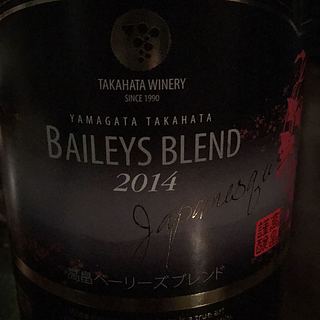 TAKAHATA WINERY
SINCE 1990
YAMAGATA TAKAHATA
BAILEYS BLEND
2014
Japanesque
高畠ベーリーズブレンド